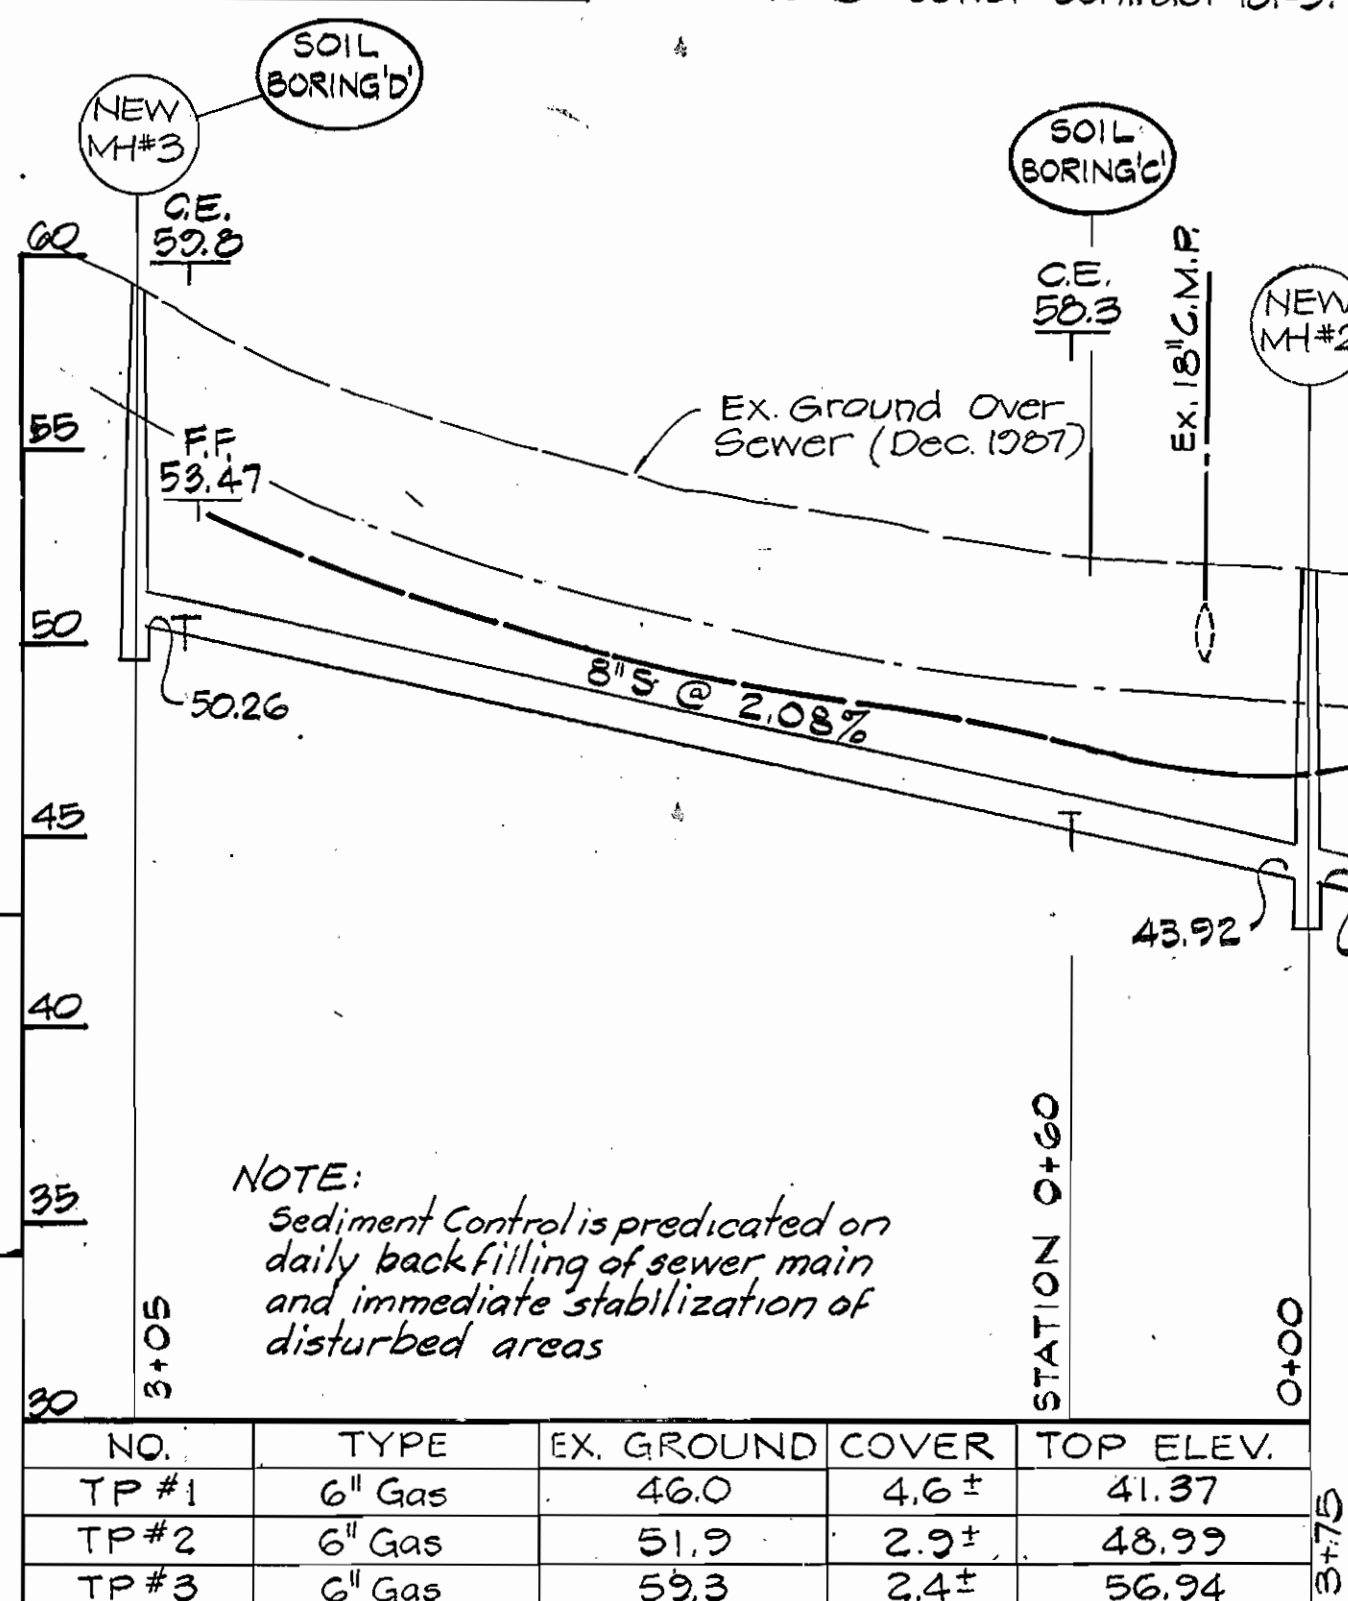 SOIL
BORING 'D'
NEW
MH#3
SOIL
BORING 'C'
C.E.
59.8
C.E.
58.3
Ex. 18" C.M.P.
NEW
MH#2
60
55
50
45
40
35
30
Ex. Ground Over
Sewer (Dec. 1987)
F.F.
53.47
50.26
8" S @ 2.08%
43.92
NOTE:
Sediment Control is predicated on
daily backfilling of sewer main
and immediate stabilization of
disturbed areas
3+05
STATION 0+60
0+00
NO. TYPE EX. GROUND COVER TOP ELEV.
TP #1 6" Gas 46.0 4.6 ± 41.37
TP #2 6" Gas 51.9 2.9 ± 48.99
TP #3 6" Gas 59.3 2.4 ± 56.94
3+75